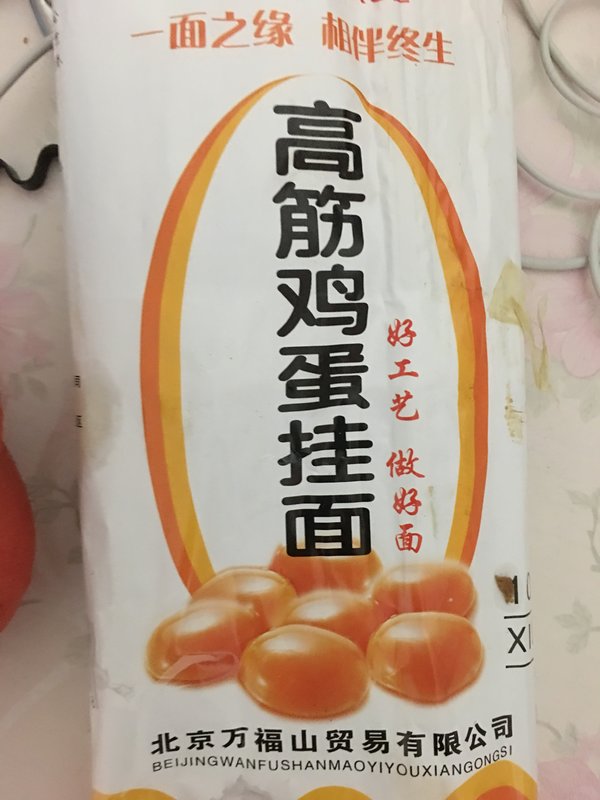 一面之缘 相伴终生
高筋鸡蛋挂面
好工艺 做好面
10
北京万福山贸易有限公司
BEIJINGWANFUSHANMAOYIYOUXIANGONGSI